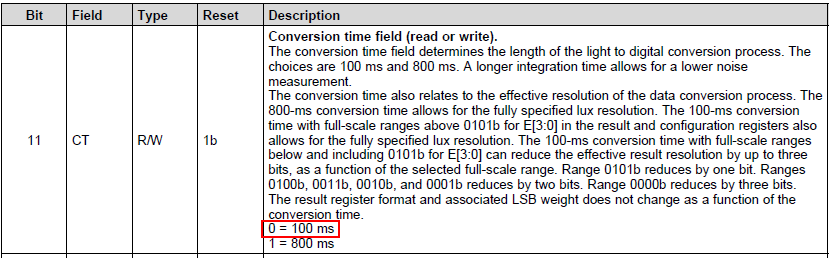 Bit Field Type Reset Description
11 CT R/W 1b
Conversion time field (read or write).
The conversion time field determines the length of the light to digital conversion process. The
choices are 100 ms and 800 ms. A longer integration time allows for a lower noise
measurement.
The conversion time also relates to the effective resolution of the data conversion process. The
800-ms conversion time allows for the fully specified lux resolution. The 100-ms conversion
time with full-scale ranges above 0101b for E[3:0] in the result and configuration registers also
allows for the fully specified lux resolution. The 100-ms conversion time with full-scale ranges
below and including 0101b for E[3:0] can reduce the effective result resolution by up to three
bits, as a function of the selected full-scale range. Range 0101b reduces by one bit. Ranges
0100b, 0011b, 0010b, and 0001b reduces by two bits. Range 0000b reduces by three bits.
The result register format and associated LSB weight does not change as a function of the
conversion time.
0 = 100 ms
1 = 800 ms